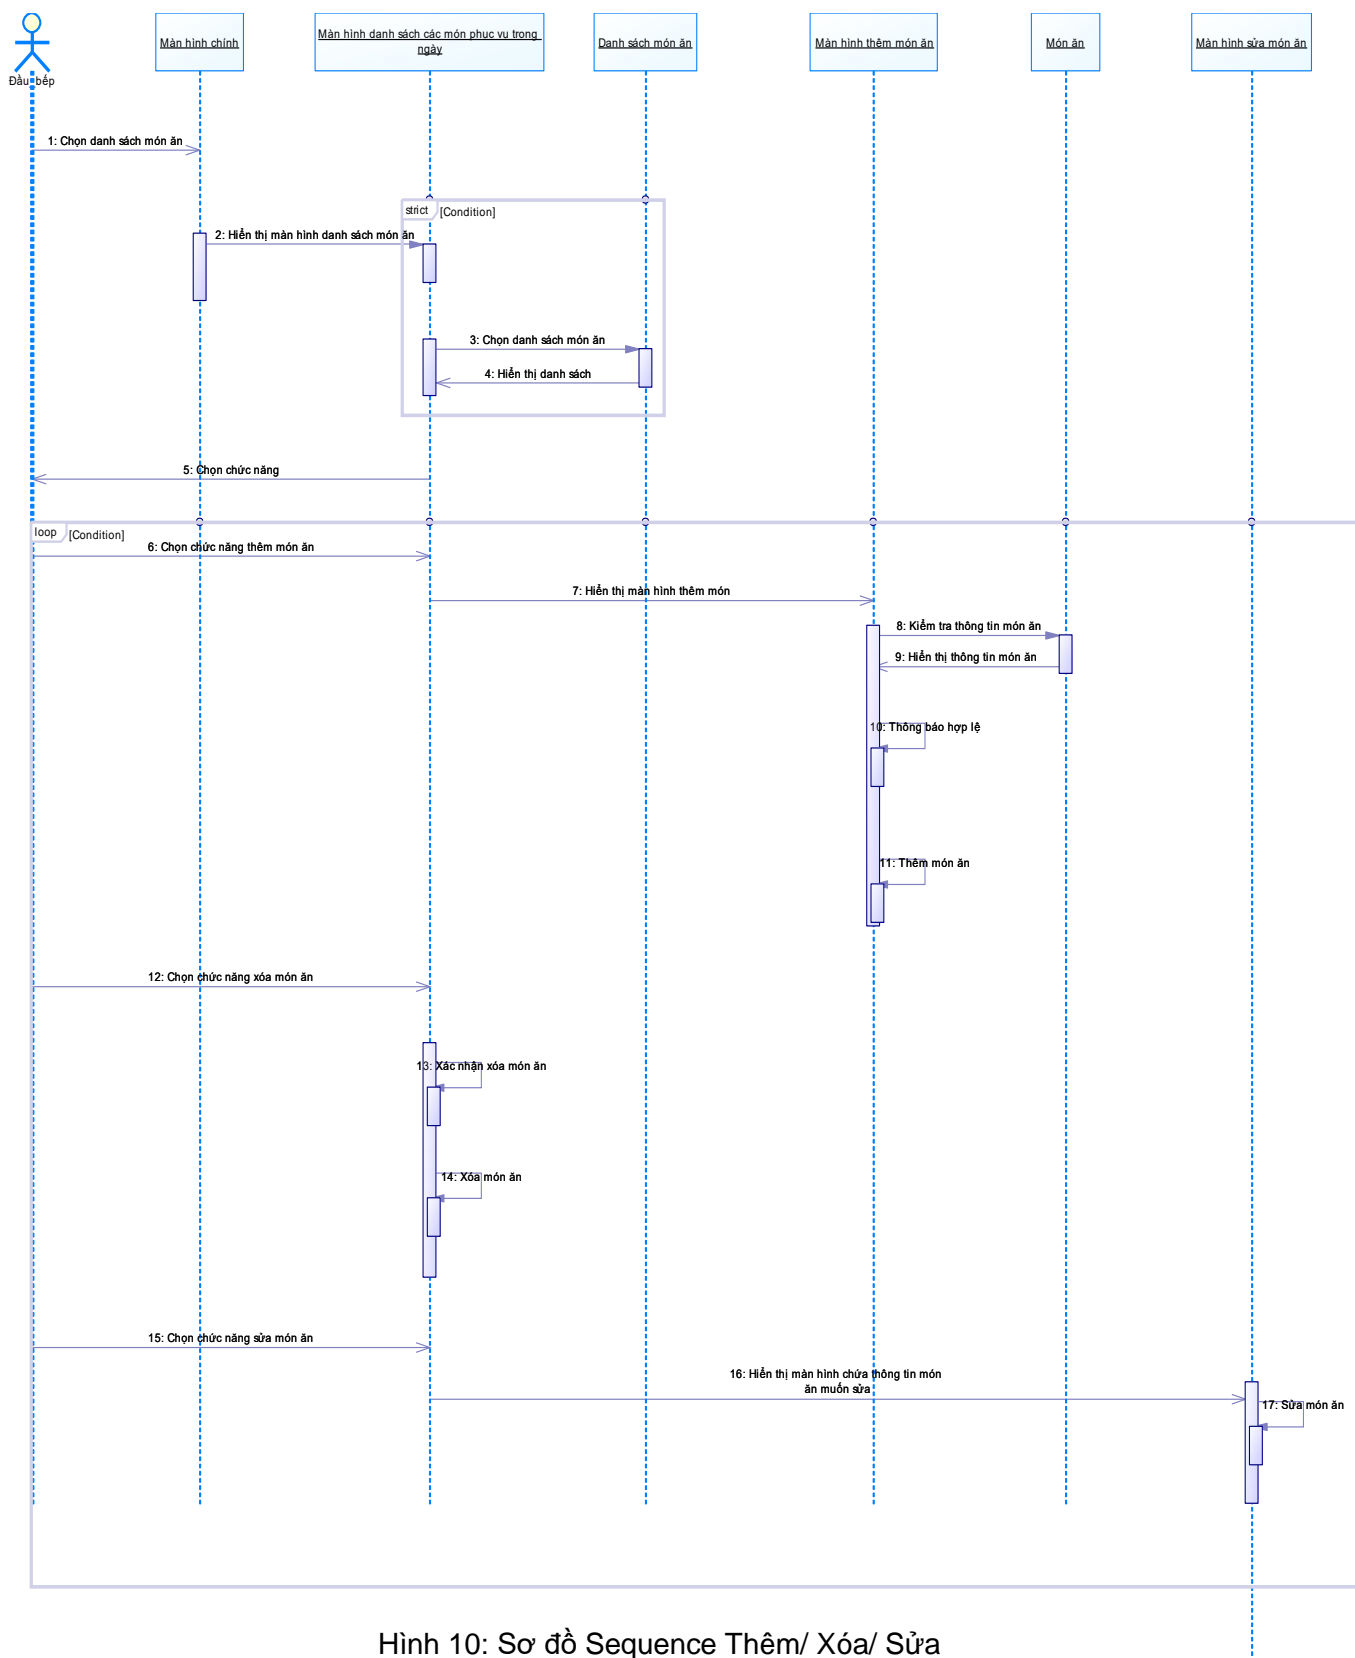 Đầu bếp
Màn hình chính
Màn hình danh sách các món phục vụ trong
ngày
Danh sách món ăn
Màn hình thêm món ăn
Món ăn
Màn hình sửa món ăn
1: Chọn danh sách món ăn
strict
[Condition]
2: Hiển thị màn hình danh sách món ăn
3: Chọn danh sách món ăn
4: Hiển thị danh sách
5: Chọn chức năng
loop
[Condition]
6: Chọn chức năng thêm món ăn
7: Hiển thị màn hình thêm món
8: Kiểm tra thông tin món ăn
9: Hiển thị thông tin món ăn
10: Thông báo hợp lệ
11: Thêm món ăn
12: Chọn chức năng xóa món ăn
13: Xác nhận xóa món ăn
14: Xóa món ăn
15: Chọn chức năng sửa món ăn
16: Hiển thị màn hình chứa thông tin món
ăn muốn sửa
17: Sửa món ăn
Hình 10: Sơ đồ Sequence Thêm/ Xóa/ Sửa